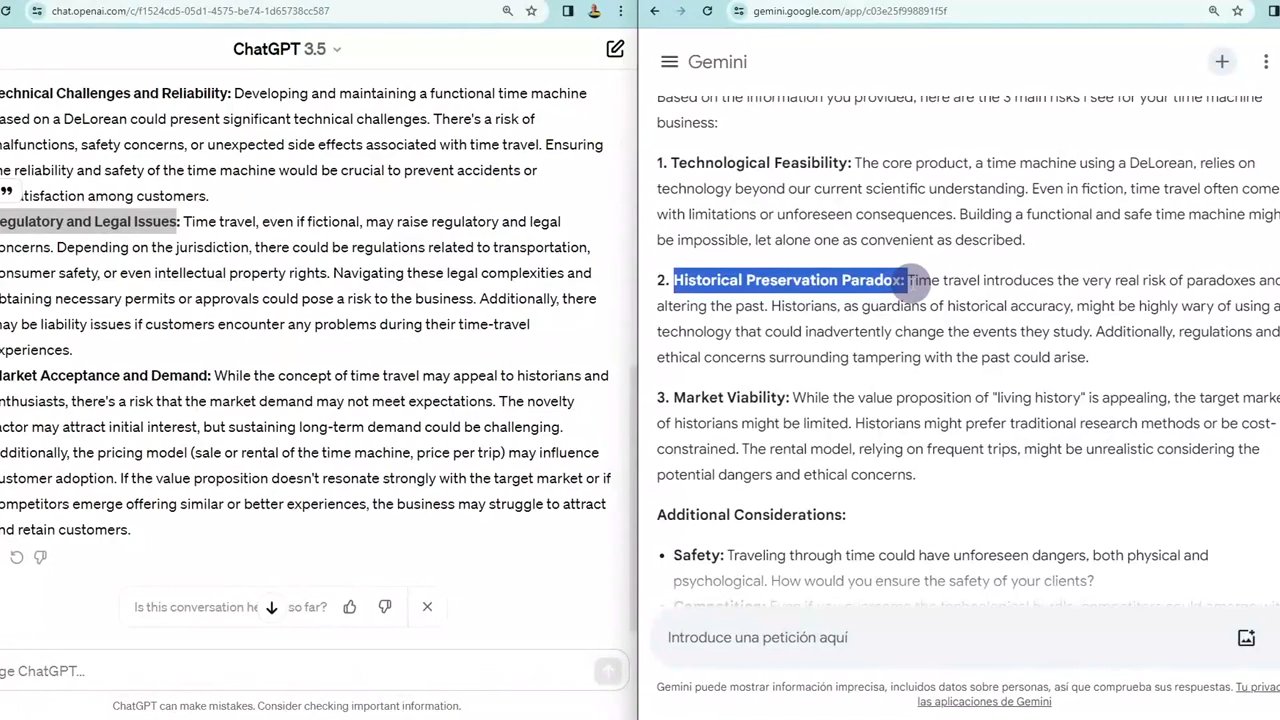 chat.openai.com/c/f1524cd5-05d1-4575-be74-1d65738cc587
ChatGPT 3.5
echnical Challenges and Reliability: Developing and maintaining a functional time machine
ased on a DeLorean could present significant technical challenges. There's a risk of
alfunctions, safety concerns, or unexpected side effects associated with time travel. Ensuring
e reliability and safety of the time machine would be crucial to prevent accidents or
atisfaction among customers.
egulatory and Legal Issues: Time travel, even if fictional, may raise regulatory and legal
oncerns. Depending on the jurisdiction, there could be regulations related to transportation,
onsumer safety, or even intellectual property rights. Navigating these legal complexities and
btaining necessary permits or approvals could pose a risk to the business. Additionally, there
ay be liability issues if customers encounter any problems during their time-travel
xperiences.
arket Acceptance and Demand: While the concept of time travel may appeal to historians and
nthusiasts, there's a risk that the market demand may not meet expectations. The novelty
actor may attract initial interest, but sustaining long-term demand could be challenging.
dditionally, the pricing model (sale or rental of the time machine, price per trip) may influence
ustomer adoption. If the value proposition doesn't resonate strongly with the target market or if
ompetitors emerge offering similar or better experiences, the business may struggle to attract
nd retain customers.
Is this conversation he so far?
ge ChatGPT...
ChatGPT can make mistakes. Consider checking important information.
gemini.google.com/app/c03e25f998891f5f
Gemini
Based on the information you provided, here are the 3 main risks I see for your time machine
business:
1. Technological Feasibility: The core product, a time machine using a DeLorean, relies on
technology beyond our current scientific understanding. Even in fiction, time travel often come
with limitations or unforeseen consequences. Building a functional and safe time machine migh
be impossible, let alone one as convenient as described.
2. Historical Preservation Paradox: Time travel introduces the very real risk of paradoxes and
altering the past. Historians, as guardians of historical accuracy, might be highly wary of using a
technology that could inadvertently change the events they study. Additionally, regulations and
ethical concerns surrounding tampering with the past could arise.
3. Market Viability: While the value proposition of "living history" is appealing, the target marke
of historians might be limited. Historians might prefer traditional research methods or be cost-
constrained. The rental model, relying on frequent trips, might be unrealistic considering the
potential dangers and ethical concerns.
Additional Considerations:
• Safety: Traveling through time could have unforeseen dangers, both physical and
psychological. How would you ensure the safety of your clients?
Introduce una petición aquí
Gemini puede mostrar información imprecisa, incluidos datos sobre personas, así que comprueba sus respuestas. Tu privac
las aplicaciones de Gemini